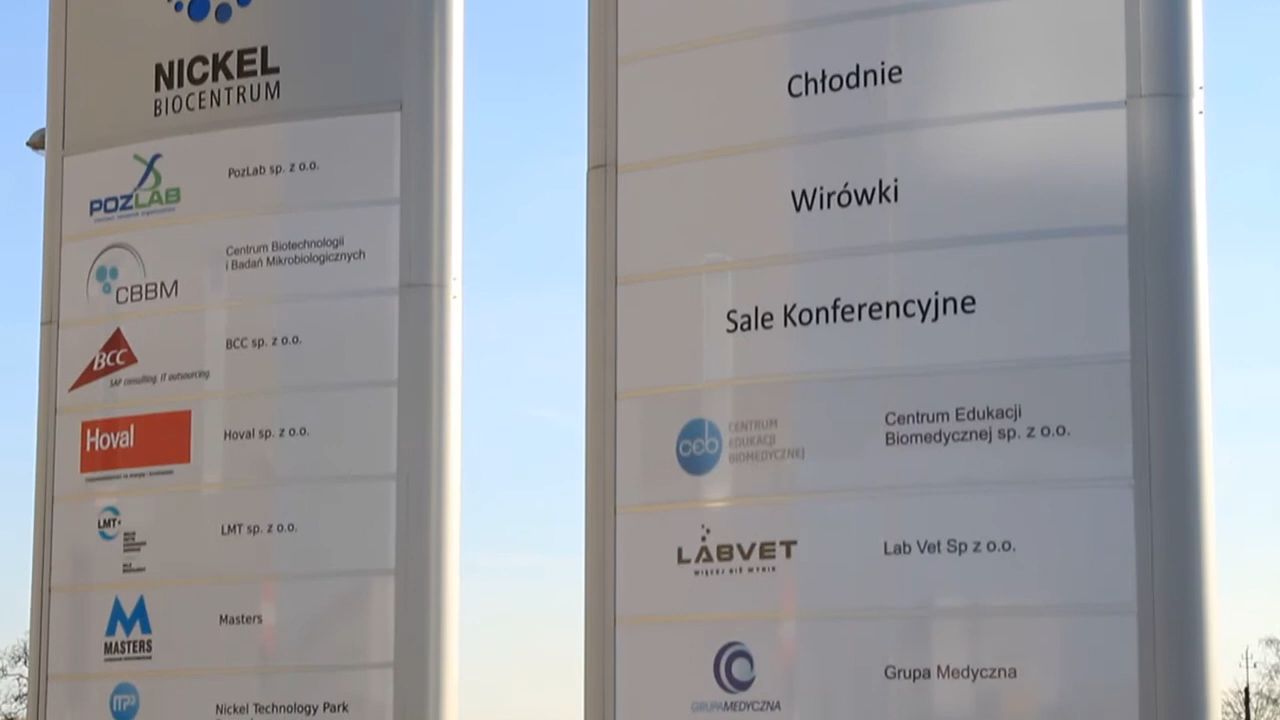 NICKEL
BIOCENTRUM
POZLAB
PozLab sp. z o.o.
CBBM
Centrum Biotechnologii
i Badań Mikrobiologicznych
BCC
SAP consulting. IT outsourcing
BCC sp. z o.o.
Hoval
Hoval sp. z o.o.
LMT
LMT sp. z o.o.
MASTERS
Masters
Nickel Technology Park
Chłodnie
Wirówki
Sale Konferencyjne
ceb
CENTRUM
EDUKACJI
BIOMEDYCZNEJ
Centrum Edukacji
Biomedycznej sp. z o.o.
LABVET
WIĘCEJ NIŻ WYNIK
Lab Vet Sp z o.o.
GRUPAMEDYCZNA
Grupa Medyczna